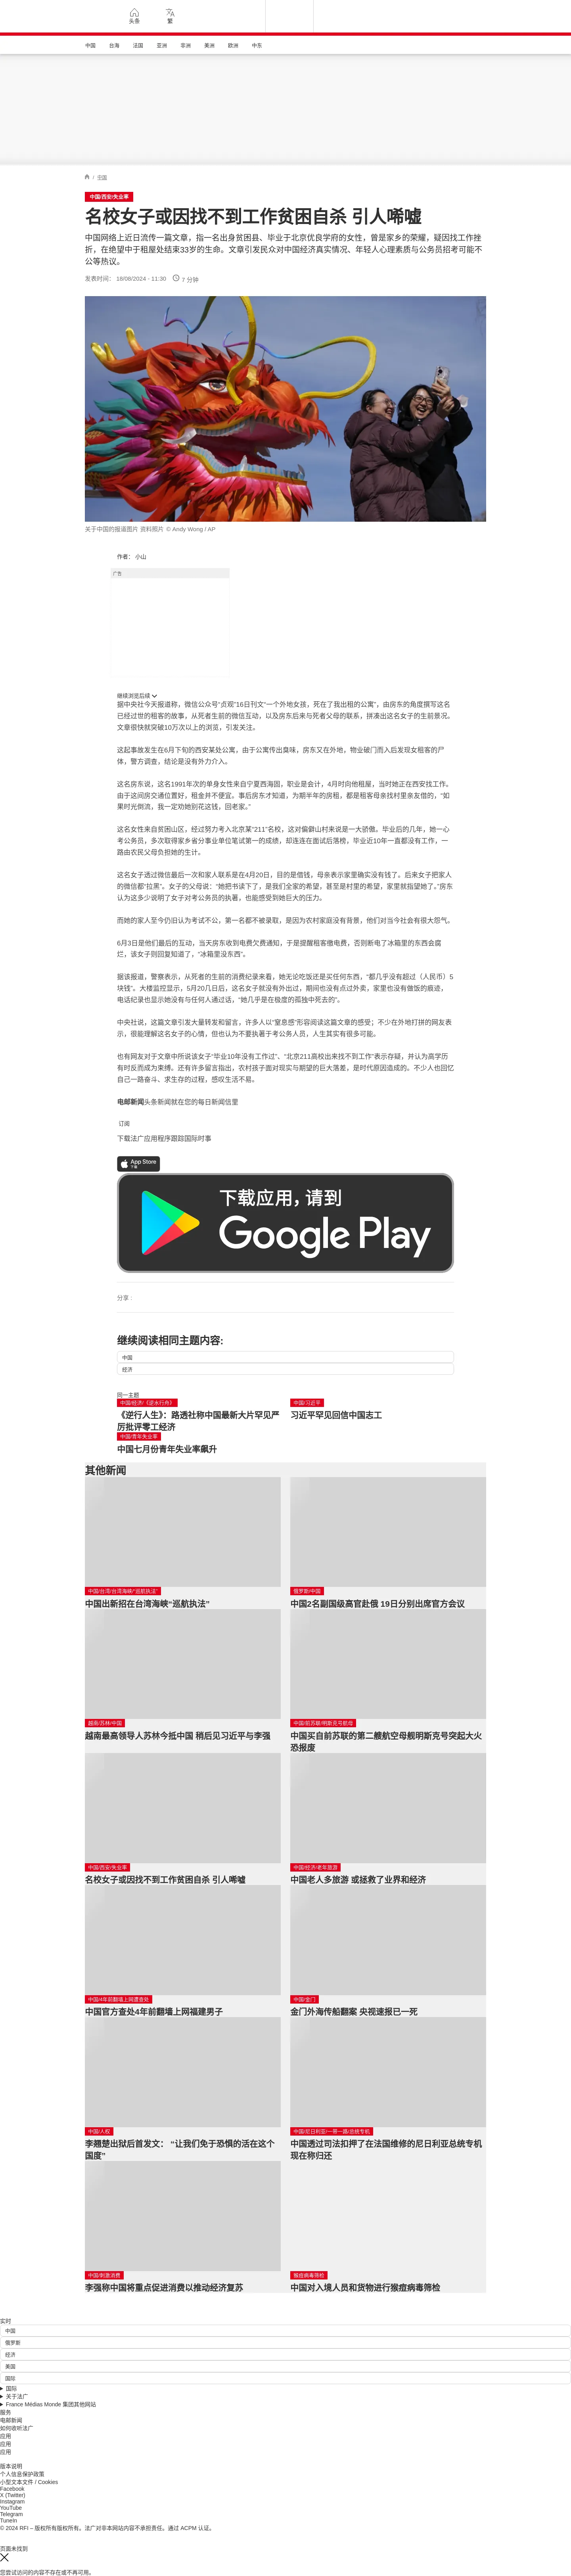 头条
繁
中国
台海
法国
亚洲
非洲
美洲
欧洲
中东
/ 中国
中国/西安/失业率
名校女子或因找不到工作贫困自杀 引人唏嘘
中国网络上近日流传一篇文章，指一名出身贫困县、毕业于北京优良学府的女性，曾是家乡的荣耀，疑因找工作挫
折，在绝望中于租屋处结束33岁的生命。文章引发民众对中国经济真实情况、年轻人心理素质与公务员招考可能不
公等热议。
发表时间： 18/08/2024 - 11:30 7 分钟
关于中国的报道图片 资料照片 © Andy Wong / AP
作者： 小山
广告
继续浏览后续
据中央社今天报道称，微信公众号“贞观”16日刊文“一个外地女孩，死在了我出租的公寓”，由房东的角度撰写这名
已经过世的租客的故事，从死者生前的微信互动，以及房东后来与死者父母的联系，拼凑出这名女子的生前景况。
文章很快就突破10万次以上的浏览，引发关注。
这起事故发生在6月下旬的西安某处公寓，由于公寓传出臭味，房东又在外地，物业破门而入后发现女租客的尸
体，警方调查，结论是没有外力介入。
这名房东说，这名1991年次的单身女性来自宁夏西海固，职业是会计，4月时向他租屋，当时她正在西安找工作。
由于这间房交通位置好，租金并不便宜。事后房东才知道，为期半年的房租，都是租客母亲找村里亲友借的，“如
果时光倒流，我一定劝她别花这钱，回老家。”
这名女性来自贫困山区，经过努力考入北京某“211”名校，这对偏僻山村来说是一大骄傲。毕业后的几年，她一心
考公务员，多次取得家乡省分事业单位笔试第一的成绩，却连连在面试后落榜，毕业近10年一直都没有工作，一
路由农民父母负担她的生计。
这名女子透过微信最后一次和家人联系是在4月20日，目的是借钱，母亲表示家里确实没有钱了。后来女子把家人
的微信都“拉黑”。女子的父母说：“她把书读下了，是我们全家的希望，甚至是村里的希望，家里就指望她了。”房东
认为这多少说明了女子对考公务员的执着，也能感受到她巨大的压力。
而她的家人至今仍旧认为考试不公，第一名都不被录取，是因为农村家庭没有背景，他们对当今社会有很大怨气。
6月3日是他们最后的互动，当天房东收到电费欠费通知，于是提醒租客缴电费，否则断电了冰箱里的东西会腐
烂，该女子则回复知道了，“冰箱里没东西”。
据该报道，警察表示，从死者的生前的消费纪录来看，她无论吃饭还是买任何东西，“都几乎没有超过（人民币）5
块钱”。大楼监控显示，5月20几日后，这名女子就没有外出过，期间也没有点过外卖，家里也没有做饭的痕迹，
电话纪录也显示她没有与任何人通过话，“她几乎是在极度的孤独中死去的”。
中央社说，这篇文章引发大量转发和留言，许多人以“窒息感”形容阅读这篇文章的感受；不少在外地打拼的网友表
示，很能理解这名女子的心情，但也认为不要执著于考公务人员，人生其实有很多可能。
也有网友对于文章中所说该女子“毕业10年没有工作过”、“北京211高校出来找不到工作”表示存疑，并认为高学历
有时反而成为束缚。还有许多留言指出，农村孩子面对现实与期望的巨大落差，是时代原因造成的。不少人也回忆
自己一路奋斗、求生存的过程，感叹生活不易。
电邮新闻头条新闻就在您的每日新闻信里
订阅
下载法广应用程序跟踪国际时事
App Store
下载
下载应用，请到
Google Play
分享 :
继续阅读相同主题内容:
中国
经济
同一主题
中国/经济/《逆水行舟》
《逆行人生》：路透社称中国最新大片罕见严
厉批评零工经济
中国/习近平
习近平罕见回信中国志工
中国/青年失业率
中国七月份青年失业率飙升
其他新闻
中国/台湾/台湾海峡“巡航执法”
中国出新招在台湾海峡“巡航执法”
俄罗斯/中国
中国2名副国级高官赴俄 19日分别出席官方会议
越南/苏林/中国
越南最高领导人苏林今抵中国 稍后见习近平与李强
中国/前苏联/明斯克号航母
中国买自前苏联的第二艘航空母舰明斯克号突起大火
恐报废
中国/西安/失业率
名校女子或因找不到工作贫困自杀 引人唏嘘
中国/经济/老年旅游
中国老人多旅游 或拯救了业界和经济
中国/4年前翻墙上网遭查处
中国官方查处4年前翻墙上网福建男子
中国/金门
金门外海传船翻案 央视速报已一死
中国/人权
李翘楚出狱后首发文： “让我们免于恐惧的活在这个
国度”
中国/尼日利亚/一带一路/总统专机
中国透过司法扣押了在法国维修的尼日利亚总统专机
现在称归还
中国/刺激消费
李强称中国将重点促进消费以推动经济复苏
猴痘病毒筛检
中国对入境人员和货物进行猴痘病毒筛检
实时
中国
俄罗斯
经济
美国
国际
国际
关于法广
France Médias Monde 集团其他网站
服务
电邮新闻
如何收听法广
应用
应用
应用
版本说明
个人信息保护政策
小型文本文件 / Cookies
Facebook
X (Twitter)
Instagram
YouTube
Telegram
TuneIn
© 2024 RFI – 版权所有版权所有。法广对非本网站内容不承担责任。通过 ACPM 认证。
页面未找到
您尝试访问的内容不存在或不再可用。